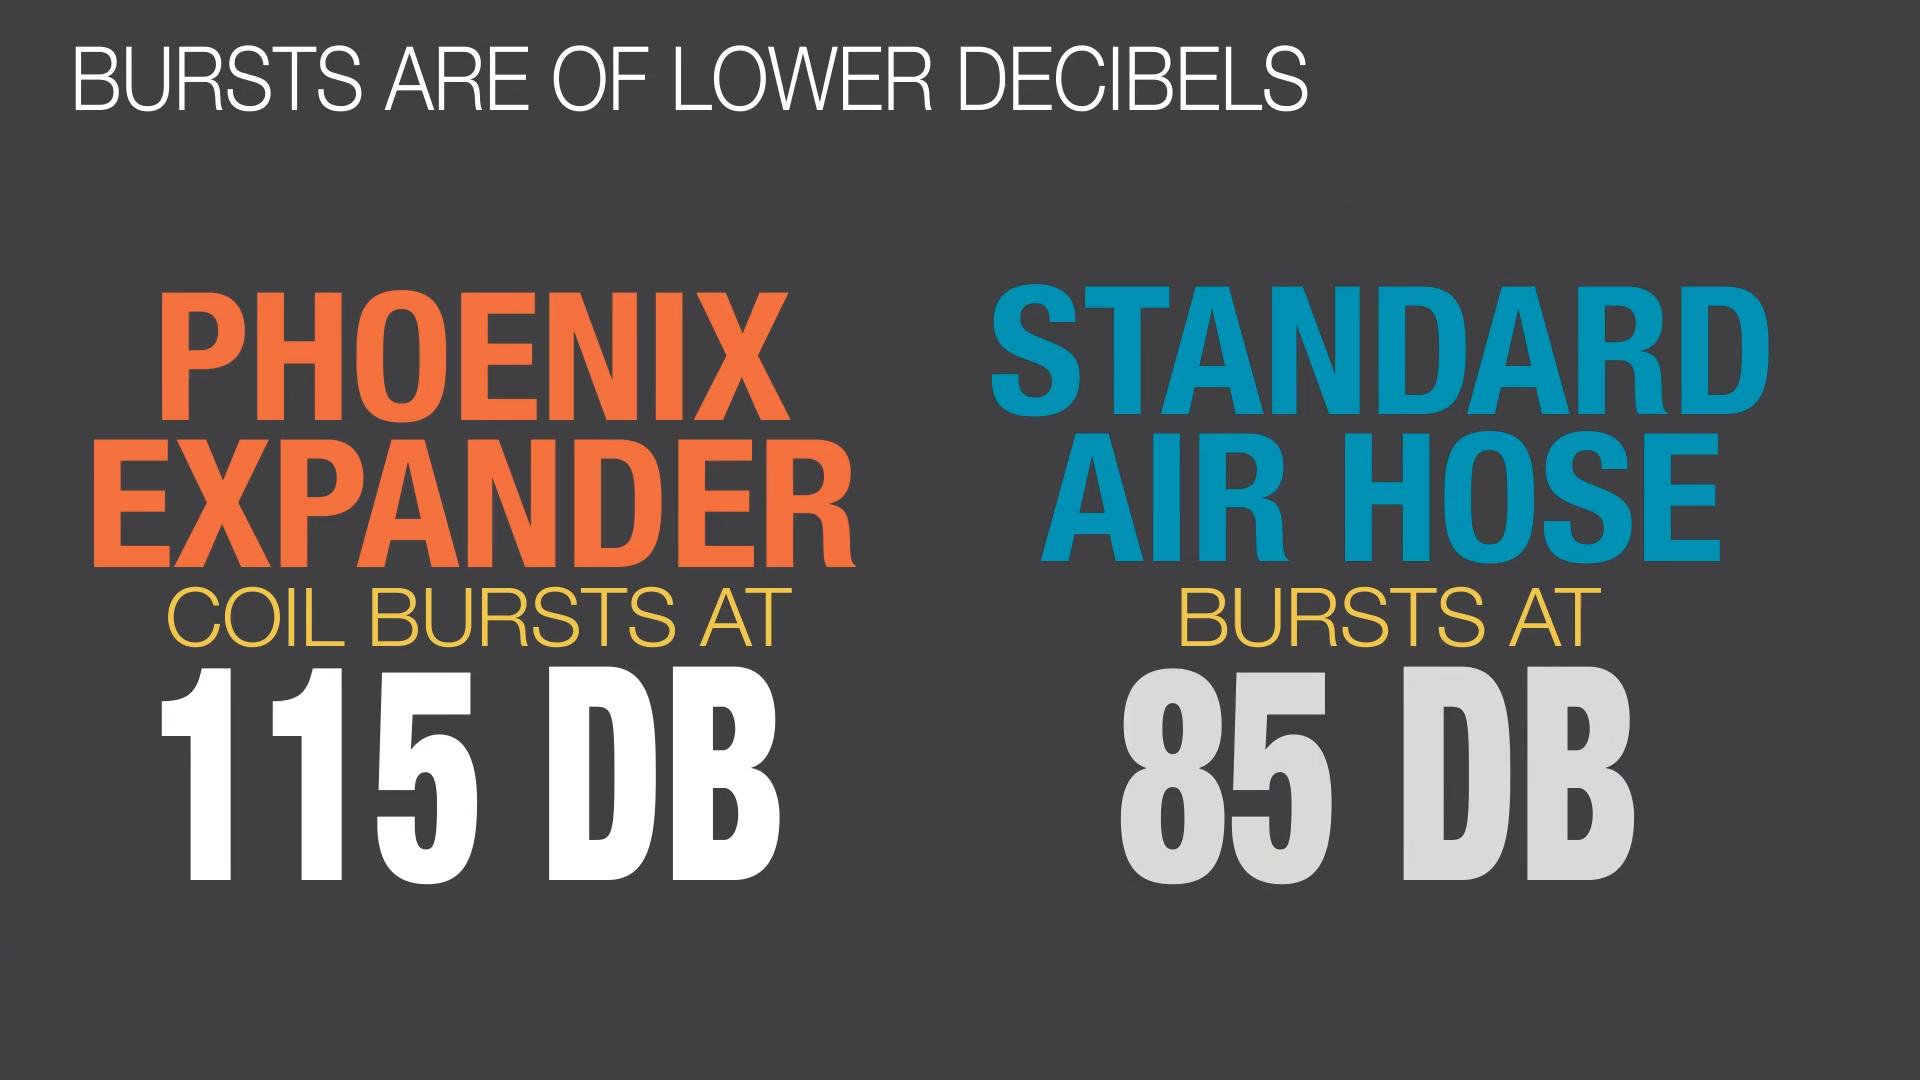 BURSTS ARE OF LOWER DECIBELS
PHOENIX
EXPANDER
COIL BURSTS AT
115 DB
STANDARD
AIR HOSE
BURSTS AT
85 DB